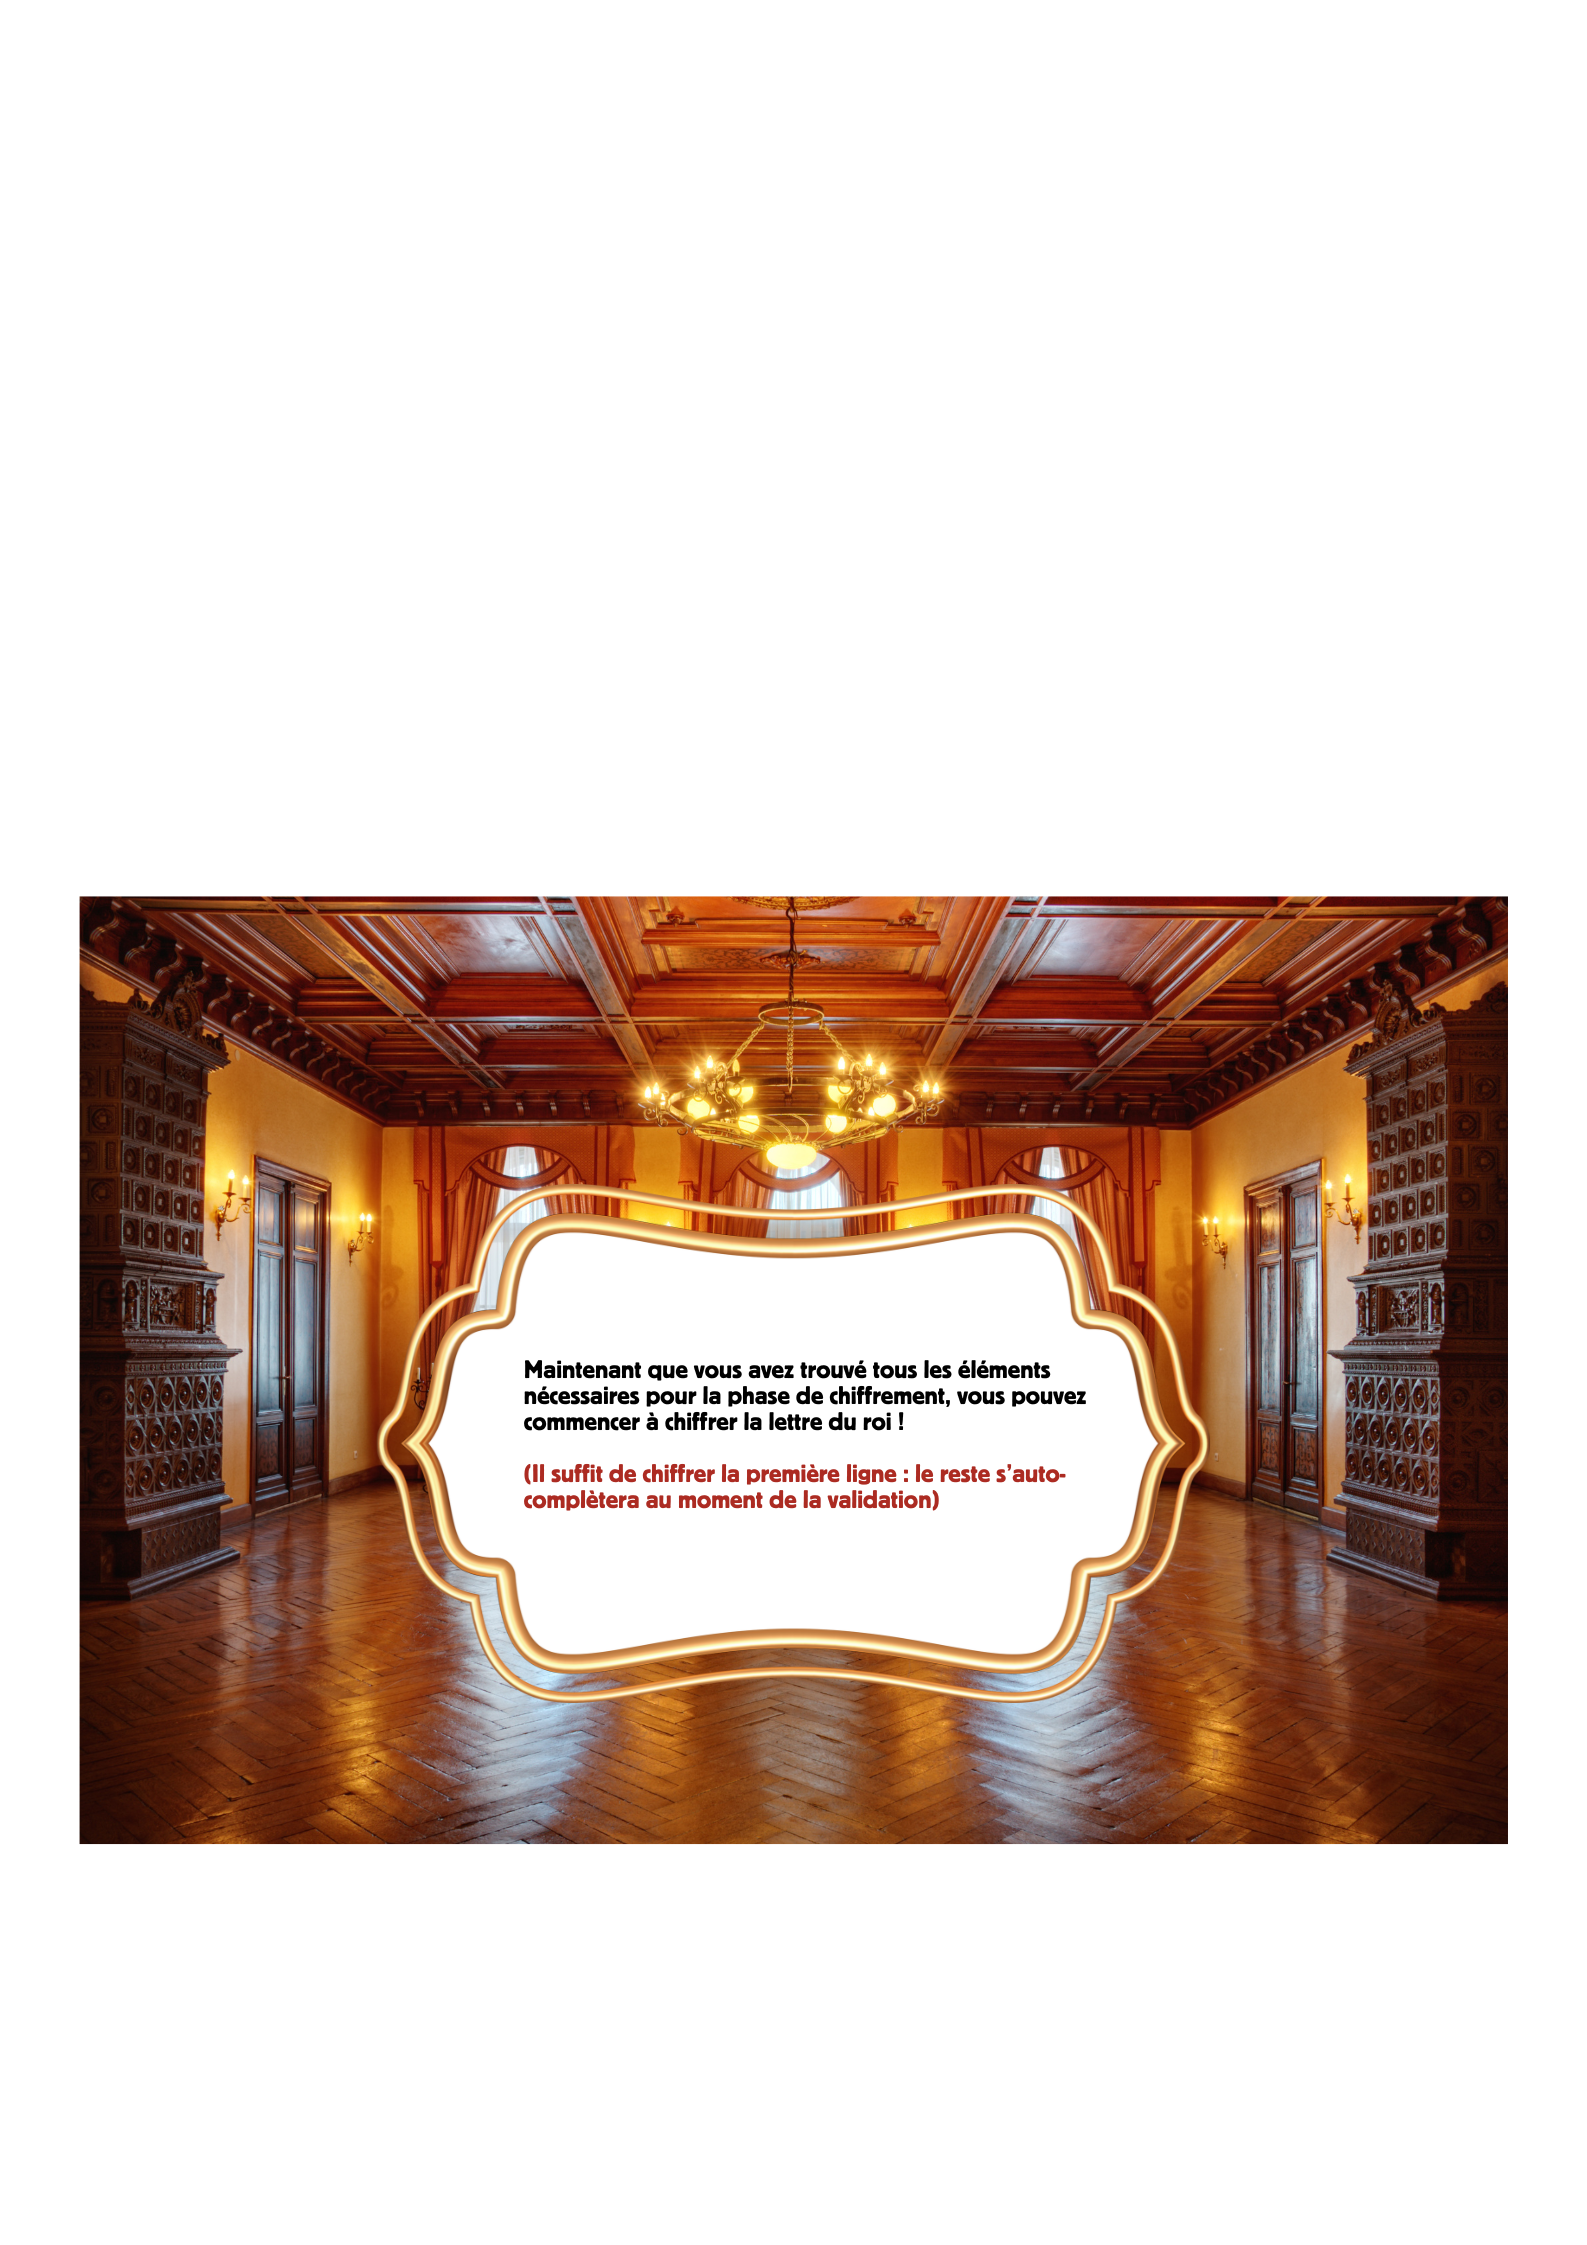 Maintenant que vous avez trouvé tous les éléments
nécessaires pour la phase de chiffrement, vous pouvez
commencer à chiffrer la lettre du roi !
(Il suffit de chiffrer la première ligne : le reste s’auto-
complètera au moment de la validation)